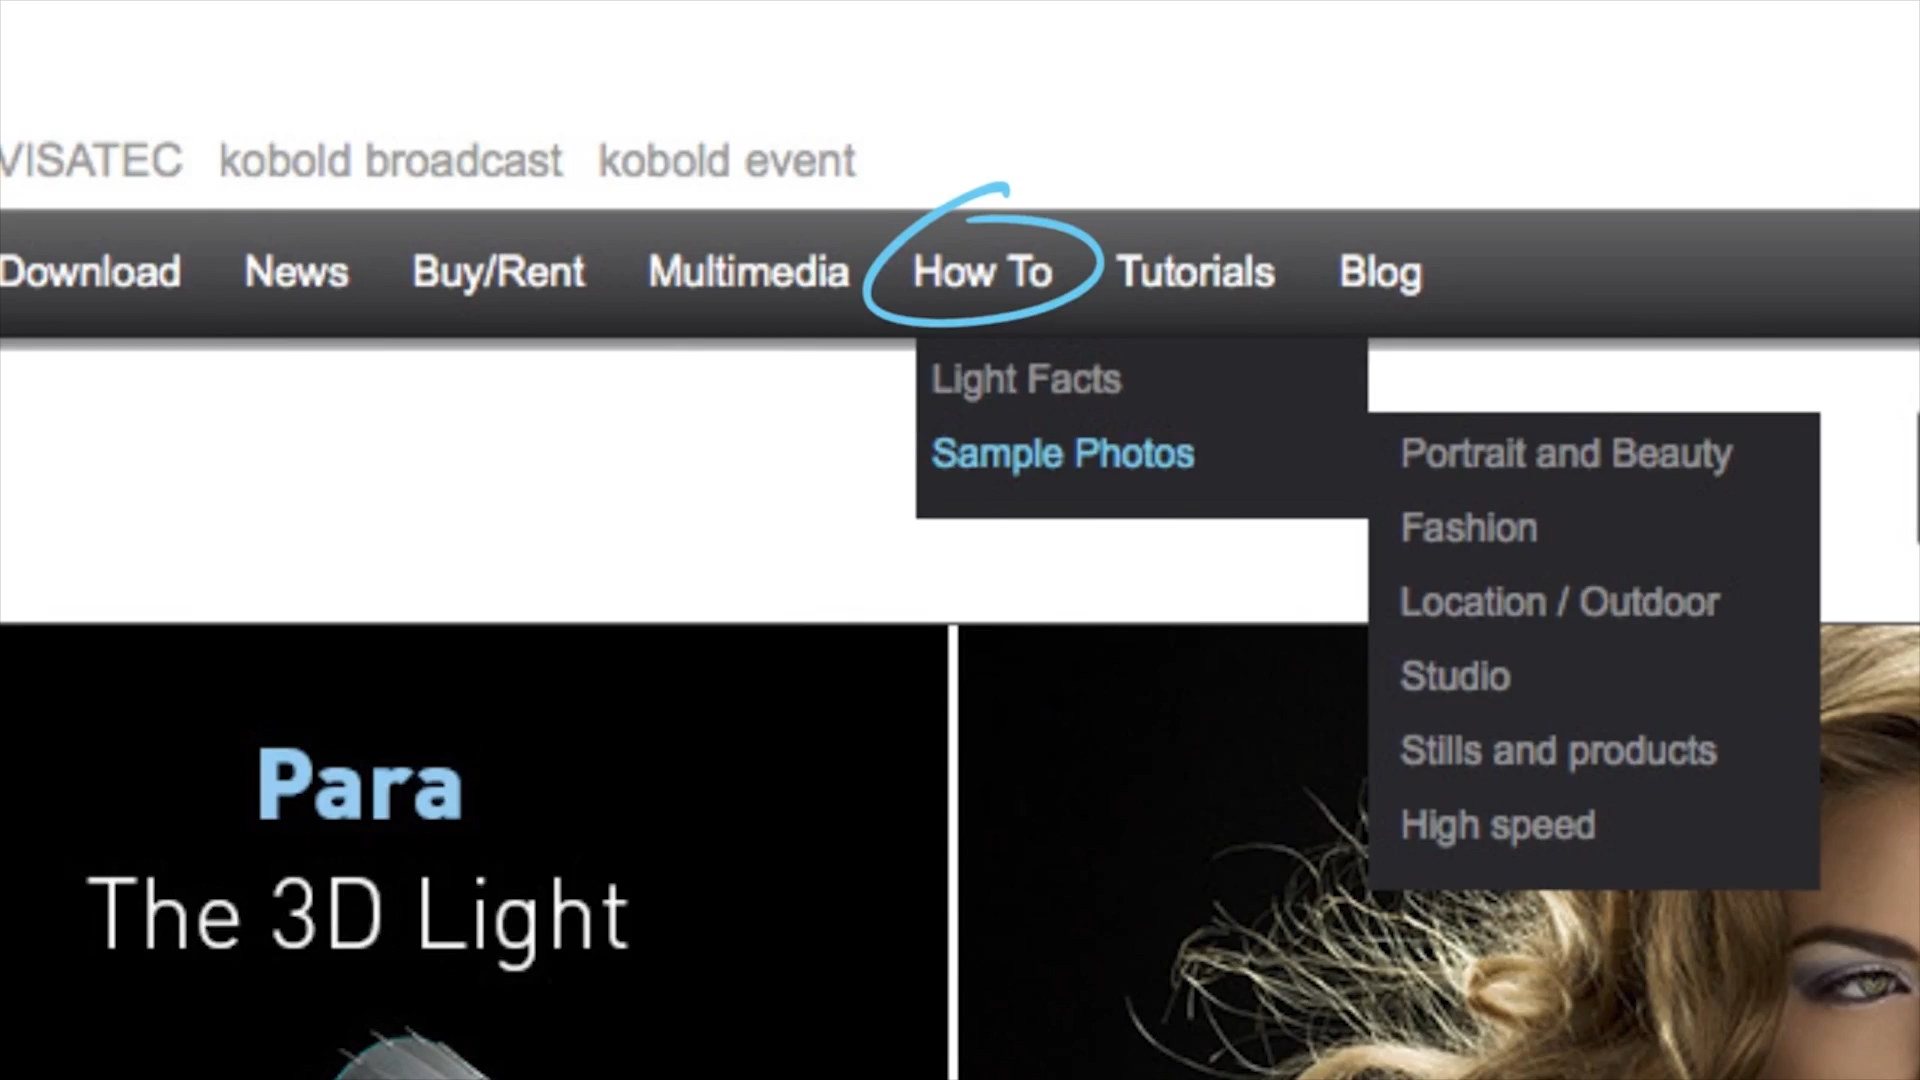 VISATEC kobold broadcast kobold event
Download News Buy/Rent Multimedia How To Tutorials Blog
Light Facts
Sample Photos
Portrait and Beauty
Fashion
Location / Outdoor
Studio
Stills and products
High speed
Para
The 3D Light